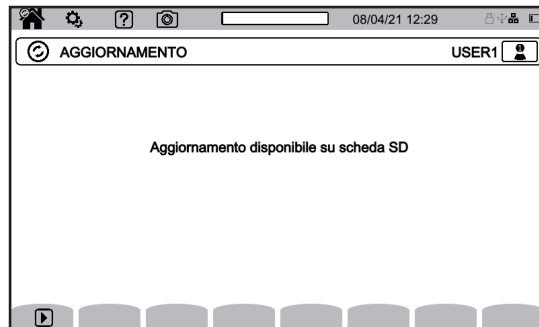 ?
08/04/21 12:29
AGGIORNAMENTO
USER1
Aggiornamento disponibile su scheda SD